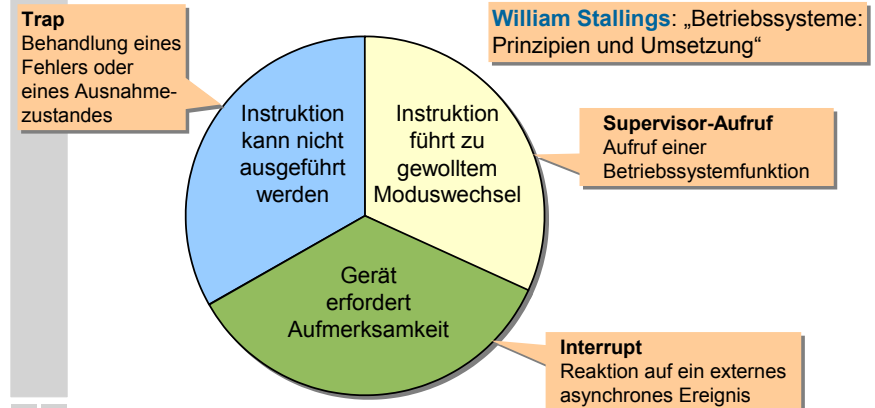 Trap
Behandlung eines
Fehlers oder
eines Ausnahme-
zustandes
William Stallings: „Betriebssysteme:
Prinzipien und Umsetzung“
Instruktion
kann nicht
ausgeführt
werden
Instruktion
führt zu
gewolltem
Moduswechsel
Supervisor-Aufruf
Aufruf einer
Betriebssystemfunktion
Gerät
erfordert
Aufmerksamkeit
Interrupt
Reaktion auf ein externes
asynchrones Ereignis